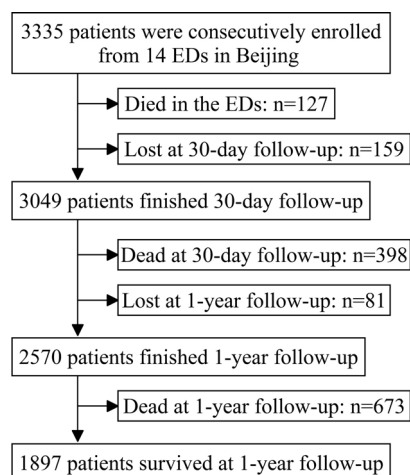 3335 patients were consecutively enrolled
from 14 EDs in Beijing
Died in the EDs: n=127
Lost at 30-day follow-up: n=159
3049 patients finished 30-day follow-up
Dead at 30-day follow-up: n=398
Lost at 1-year follow-up: n=81
2570 patients finished 1-year follow-up
Dead at 1-year follow-up: n=673
1897 patients survived at 1-year follow-up